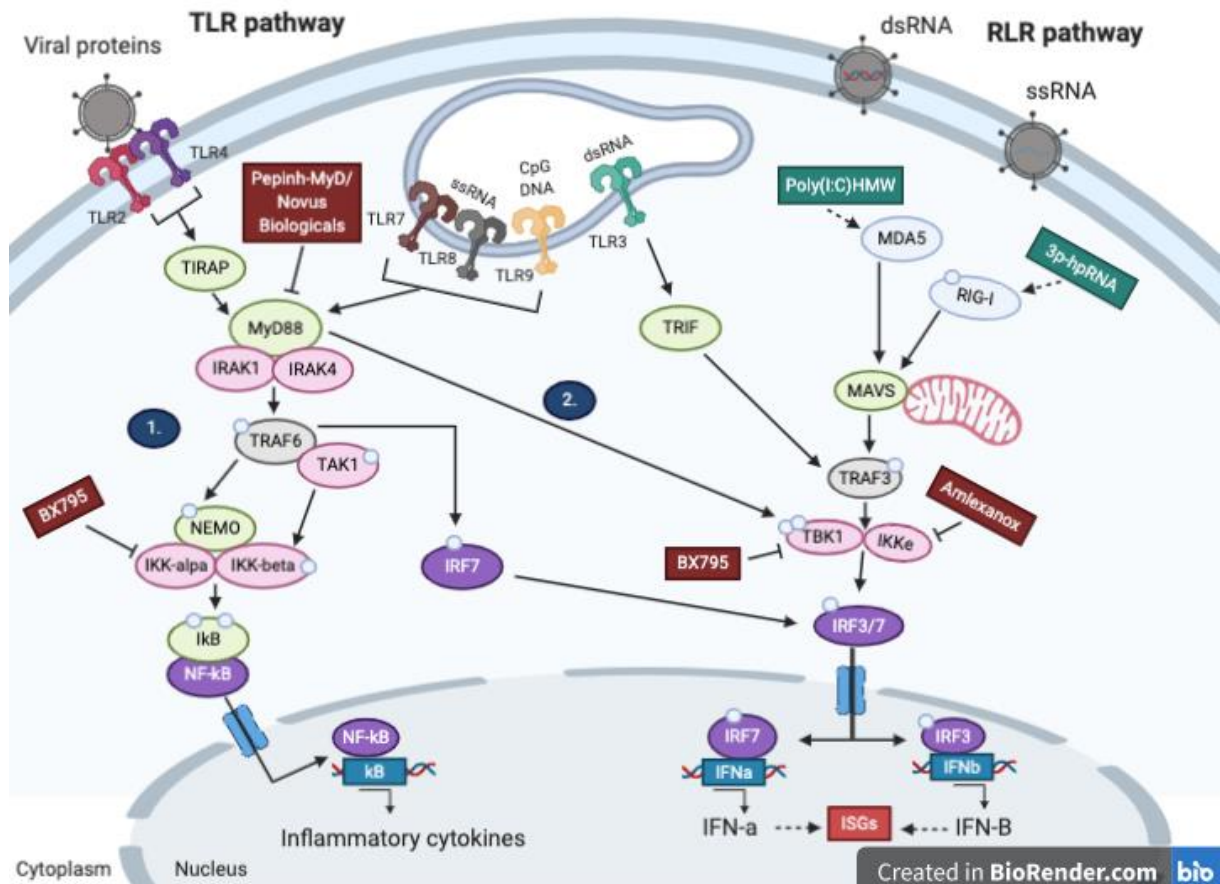 TLR pathway
RLR pathway
Viral proteins
dsRNA
ssRNA
TLR4
TLR2
Pepinh-MyD/
Novus
Biologicals
TLR7
ssRNA
TLR8
CpG
DNA
TLR9
dsRNA
TLR3
Poly(I:C)HMW
MDA5
3p-hpRNA
RIG-I
TIRAP
MyD88
IRAK1
IRAK4
TRIF
MAVS
1.
2.
TRAF6
TAK1
TRAF3
BX795
Amlexanox
NEMO
IKK-alpa
IKK-beta
IRF7
BX795
TBK1
IKKe
IkB
NF-kB
IRF3/7
NF-kB
kB
Inflammatory cytokines
IRF7
IFNa
IFN-a
IRF3
IFNb
IFN-B
ISGs
Cytoplasm
Nucleus
Created in BioRender.com bio